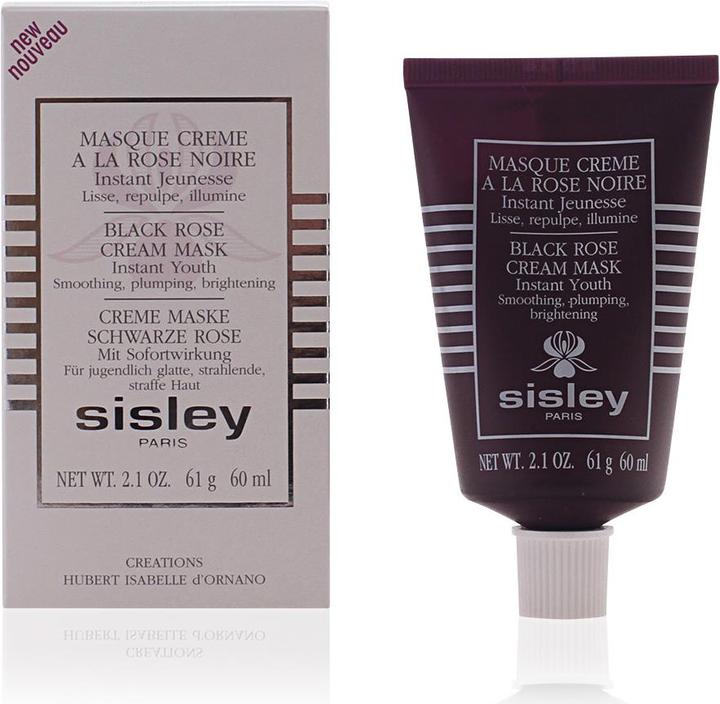 new
nouveau
MASQUE CREME
A LA ROSE NOIRE
Instant Jeunesse
Lisse, repulpe, illumine
BLACK ROSE
CREAM MASK
Instant Youth
Smoothing, plumping, brightening
CREME MASKE
SCHWARZE ROSE
Mit Sofortwirkung
Für jugendlich glatte, strahlende,
straffe Haut
sisley
PARIS
NET WT. 2.1 OZ. 61 g 60 ml
CREATIONS
HUBERT ISABELLE d'ORNANO
MASQUE CREME
A LA ROSE NOIRE
Instant Jeunesse
Lisse, repulpe, illumine
BLACK ROSE
CREAM MASK
Instant Youth
Smoothing, plumping,
brightening
sisley
PARIS
NET WT. 2.1 OZ. 61 g 60 ml